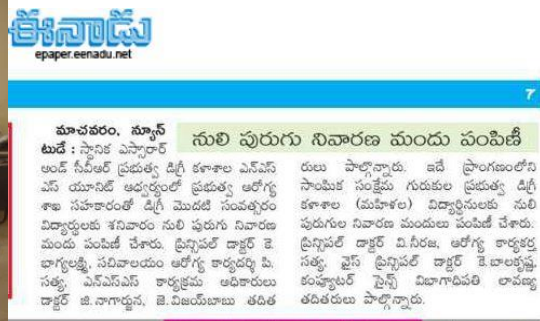 ఈనాడు
epaper.eenadu.net
7
నులి పురుగు నివారణ మందు పంపిణీ
మాచవరం, న్యూస్
టుడే : స్థానిక ఎస్సారార్
అండ్ సీవీఆర్ ప్రభుత్వ డిగ్రీ కళాశాల ఎన్ఎస్
ఎస్ యూనిట్ ఆధ్వర్యంలో ప్రభుత్వ ఆరోగ్య
శాఖ సహకారంతో డిగ్రీ మొదటి సంవత్సరం
విద్యార్థులకు శనివారం నులి పురుగు నివారణ
మందు పంపిణీ చేశారు. ప్రిన్సిపల్ డాక్టర్ కె.
భాగ్యలక్ష్మి, సచివాలయం ఆరోగ్య కార్యదర్శి పి.
సత్య, ఎన్ఎస్ఎస్ కార్యక్రమ అధికారులు
డాక్టర్ జి.నాగార్జున, జె.విజయ్‌బాబు తదిత
రులు పాల్గొన్నారు. ఇదే ప్రాంగణంలోని
సాంఘిక సంక్షేమ గురుకుల ప్రభుత్వ డిగ్రీ
కళాశాల (మహిళల) విద్యార్థినులకు నులి
పురుగుల నివారణ మందులు పంపిణీ చేశారు.
ప్రిన్సిపల్ డాక్టర్ వి.నీరజ, ఆరోగ్య కార్యకర్త
సత్య, వైస్ ప్రిన్సిపల్ డాక్టర్ కె.బాలకృష్ణ,
కంప్యూటర్ సైన్స్ విభాగాధిపతి లావణ్య
తదితరులు పాల్గొన్నారు.